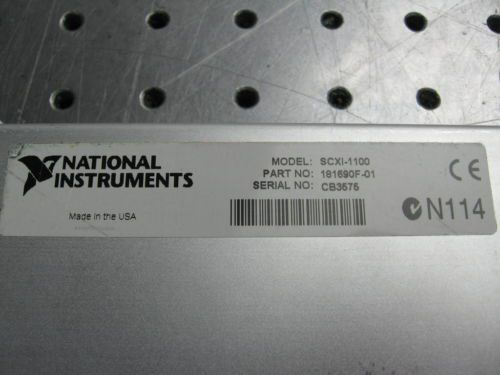 NATIONAL
INSTRUMENTS
Made in the USA
MODEL: SCXI-1100
PART NO: 181690F-01
SERIAL NO: CB3575
CE
N114